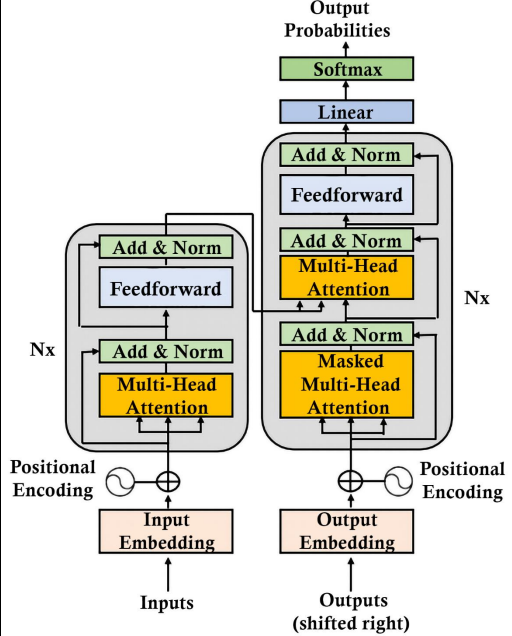 Output
Probabilities
Softmax
Linear
Add & Norm
Feedforward
Add & Norm
Multi-Head
Attention
Add & Norm
Masked
Multi-Head
Attention
Nx
Positional
Encoding
Output
Embedding
Outputs
(shifted right)
Add & Norm
Feedforward
Add & Norm
Multi-Head
Attention
Nx
Positional
Encoding
Input
Embedding
Inputs